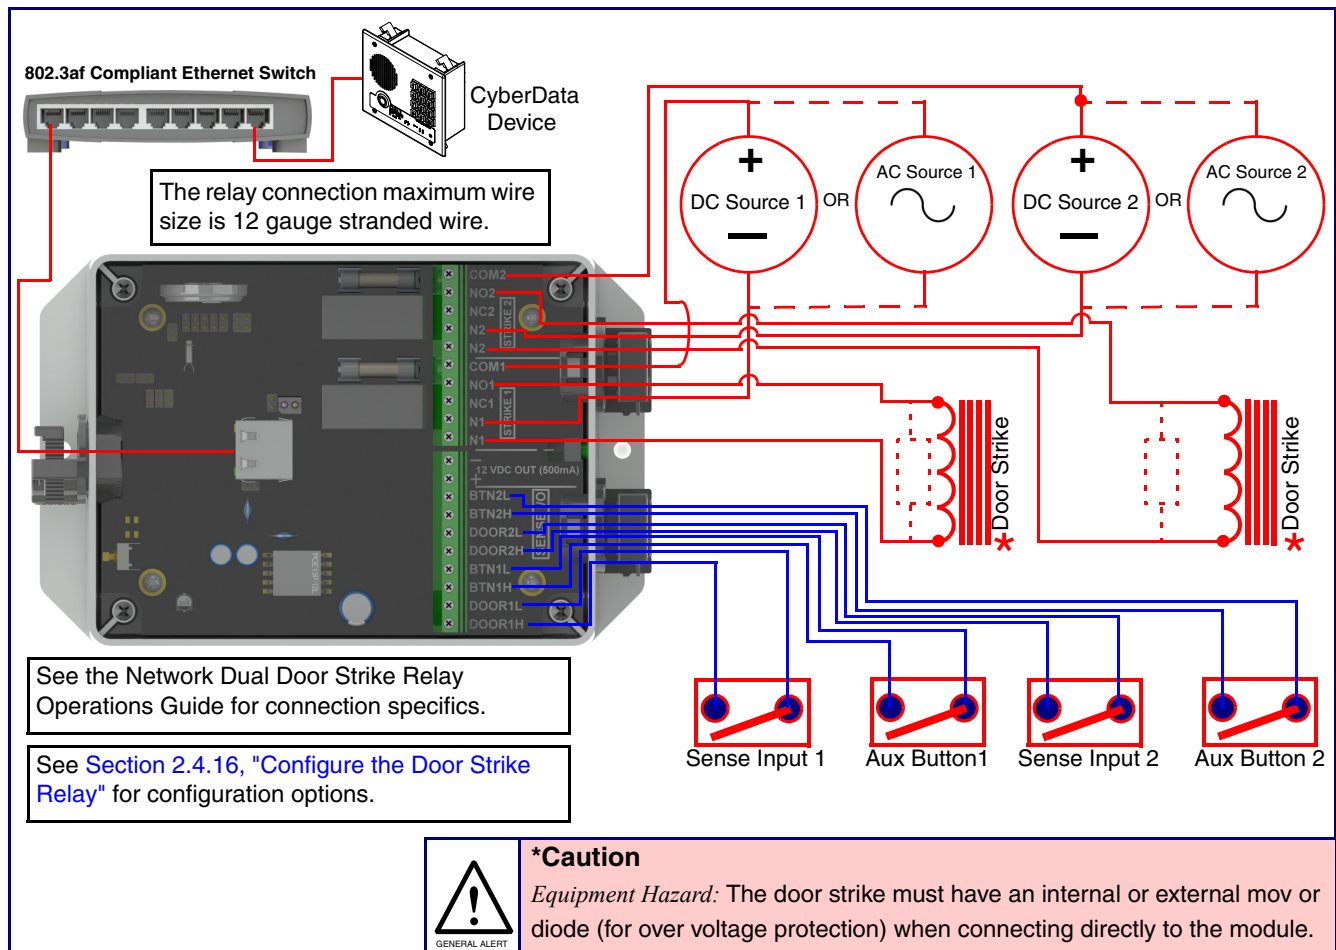 802.3af Compliant Ethernet Switch
CyberData
Device
The relay connection maximum wire
size is 12 gauge stranded wire.
+
DC Source 1
—
OR
AC Source 1
+
DC Source 2
—
OR
AC Source 2
COM2
NO2
NC2
N2
N2
STRIKE 2
COM1
NO1
NC1
N1
N1
STRIKE 1
−
12 VDC OUT (500mA)
+
BTN2L
BTN2H
DOOR2L
DOOR2H
BTN1L
BTN1H
DOOR1L
DOOR1H
SENSE I/O
POE13P-12L
*Door Strike
*Door Strike
Sense Input 1
Aux Button1
Sense Input 2
Aux Button 2
See the Network Dual Door Strike Relay
Operations Guide for connection specifics.
See Section 2.4.16, "Configure the Door Strike
Relay" for configuration options.
!
GENERAL ALERT
*Caution
Equipment Hazard: The door strike must have an internal or external mov or
diode (for over voltage protection) when connecting directly to the module.